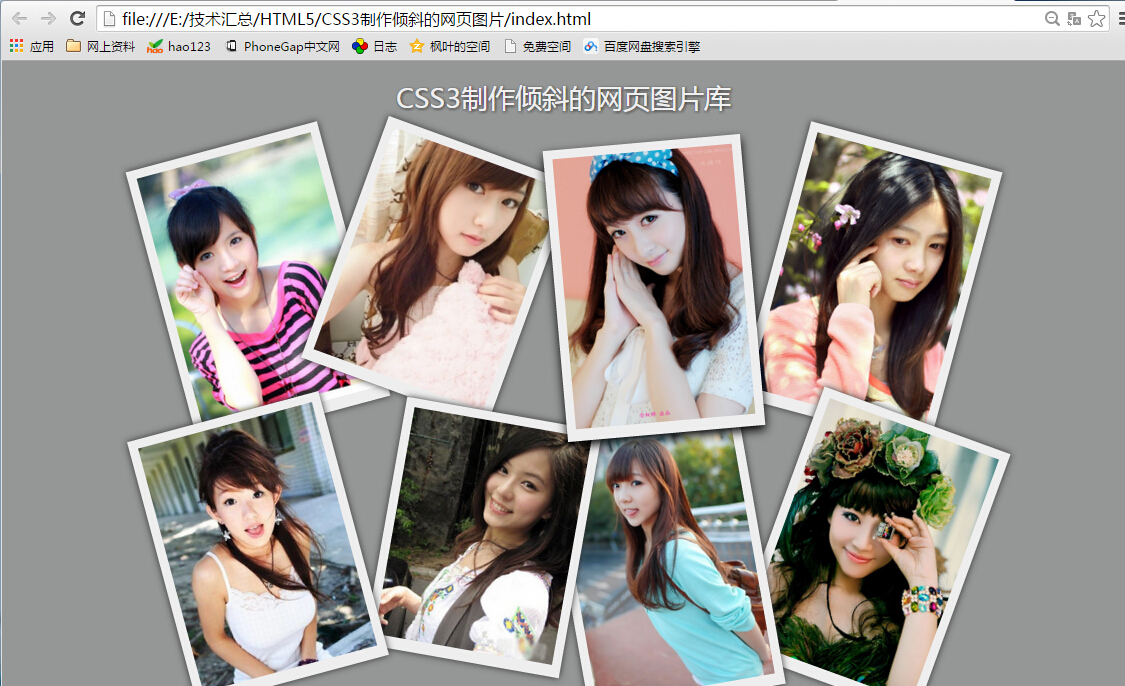 file:///E:/技术汇总/HTML5/CSS3制作倾斜的网页图片/index.html
应用 网上资料 hao123 PhoneGap中文网 日志 枫叶的空间 免费空间 百度网盘搜索引擎
CSS3制作倾斜的网页图片库